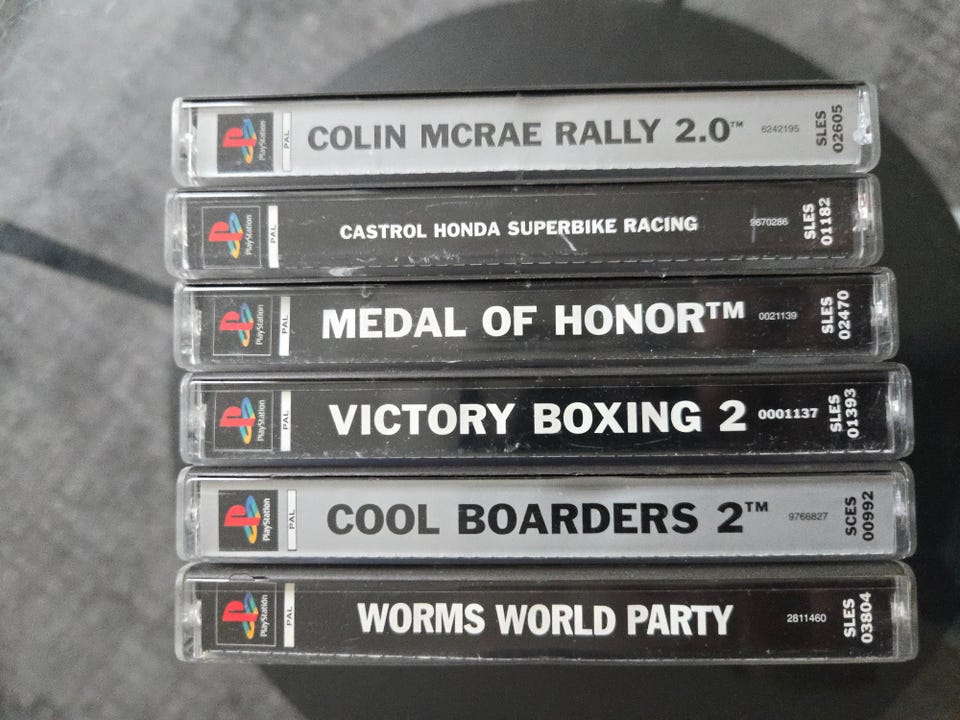 PlayStation
PAL
COLIN MCRAE RALLY 2.0™
6242195
SLES
02605
PlayStation
PAL
CASTROL HONDA SUPERBIKE RACING
9670286
SLES
01182
PlayStation
PAL
MEDAL OF HONOR™
0021139
SLES
02470
PlayStation
PAL
VICTORY BOXING 2
0001137
SLES
01393
PlayStation
PAL
COOL BOARDERS 2™
9766827
SCES
00992
PlayStation
PAL
WORMS WORLD PARTY
2811460
SLES
03804